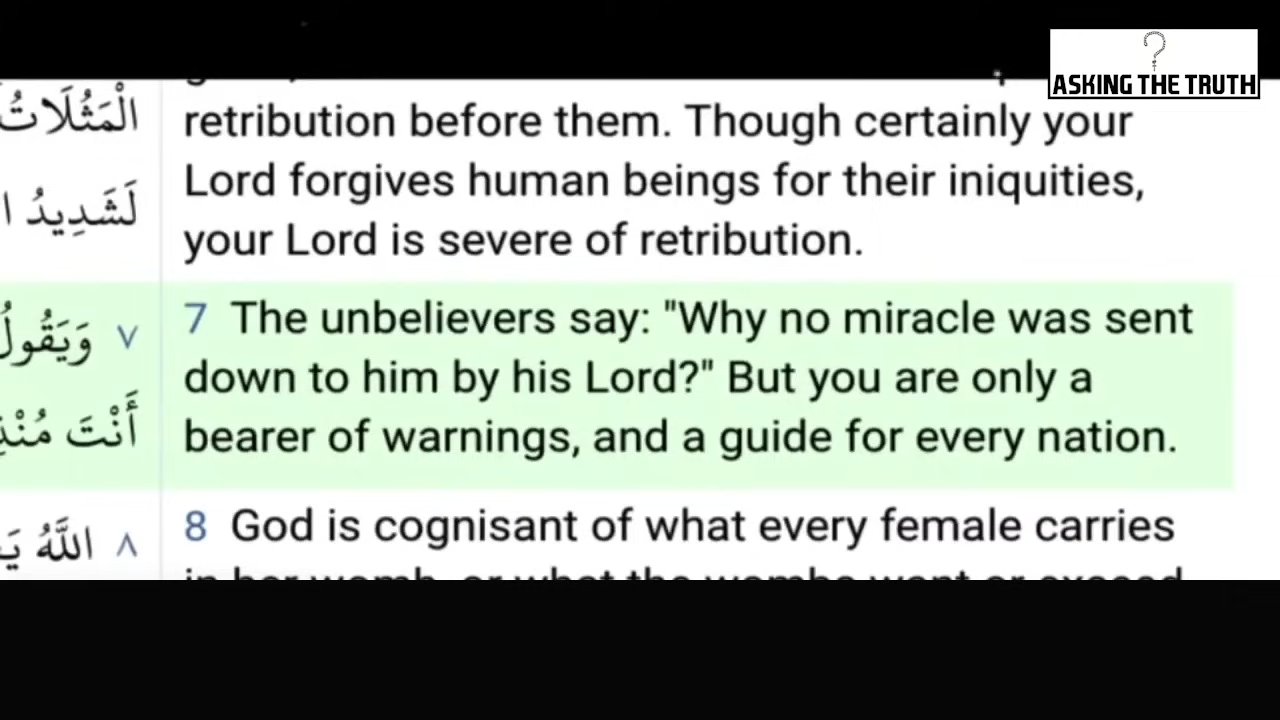 ?
ASKING THE TRUTH
الْمَثُلَاتُ
retribution before them. Though certainly your
لَشَدِيدُ
Lord forgives human beings for their iniquities,
your Lord is severe of retribution.
٧ وَيَقُولُ
7 The unbelievers say: "Why no miracle was sent
down to him by his Lord?" But you are only a
أَنْتَ
bearer of warnings, and a guide for every nation.
٨ اللَّهُ
8 God is cognisant of what every female carries